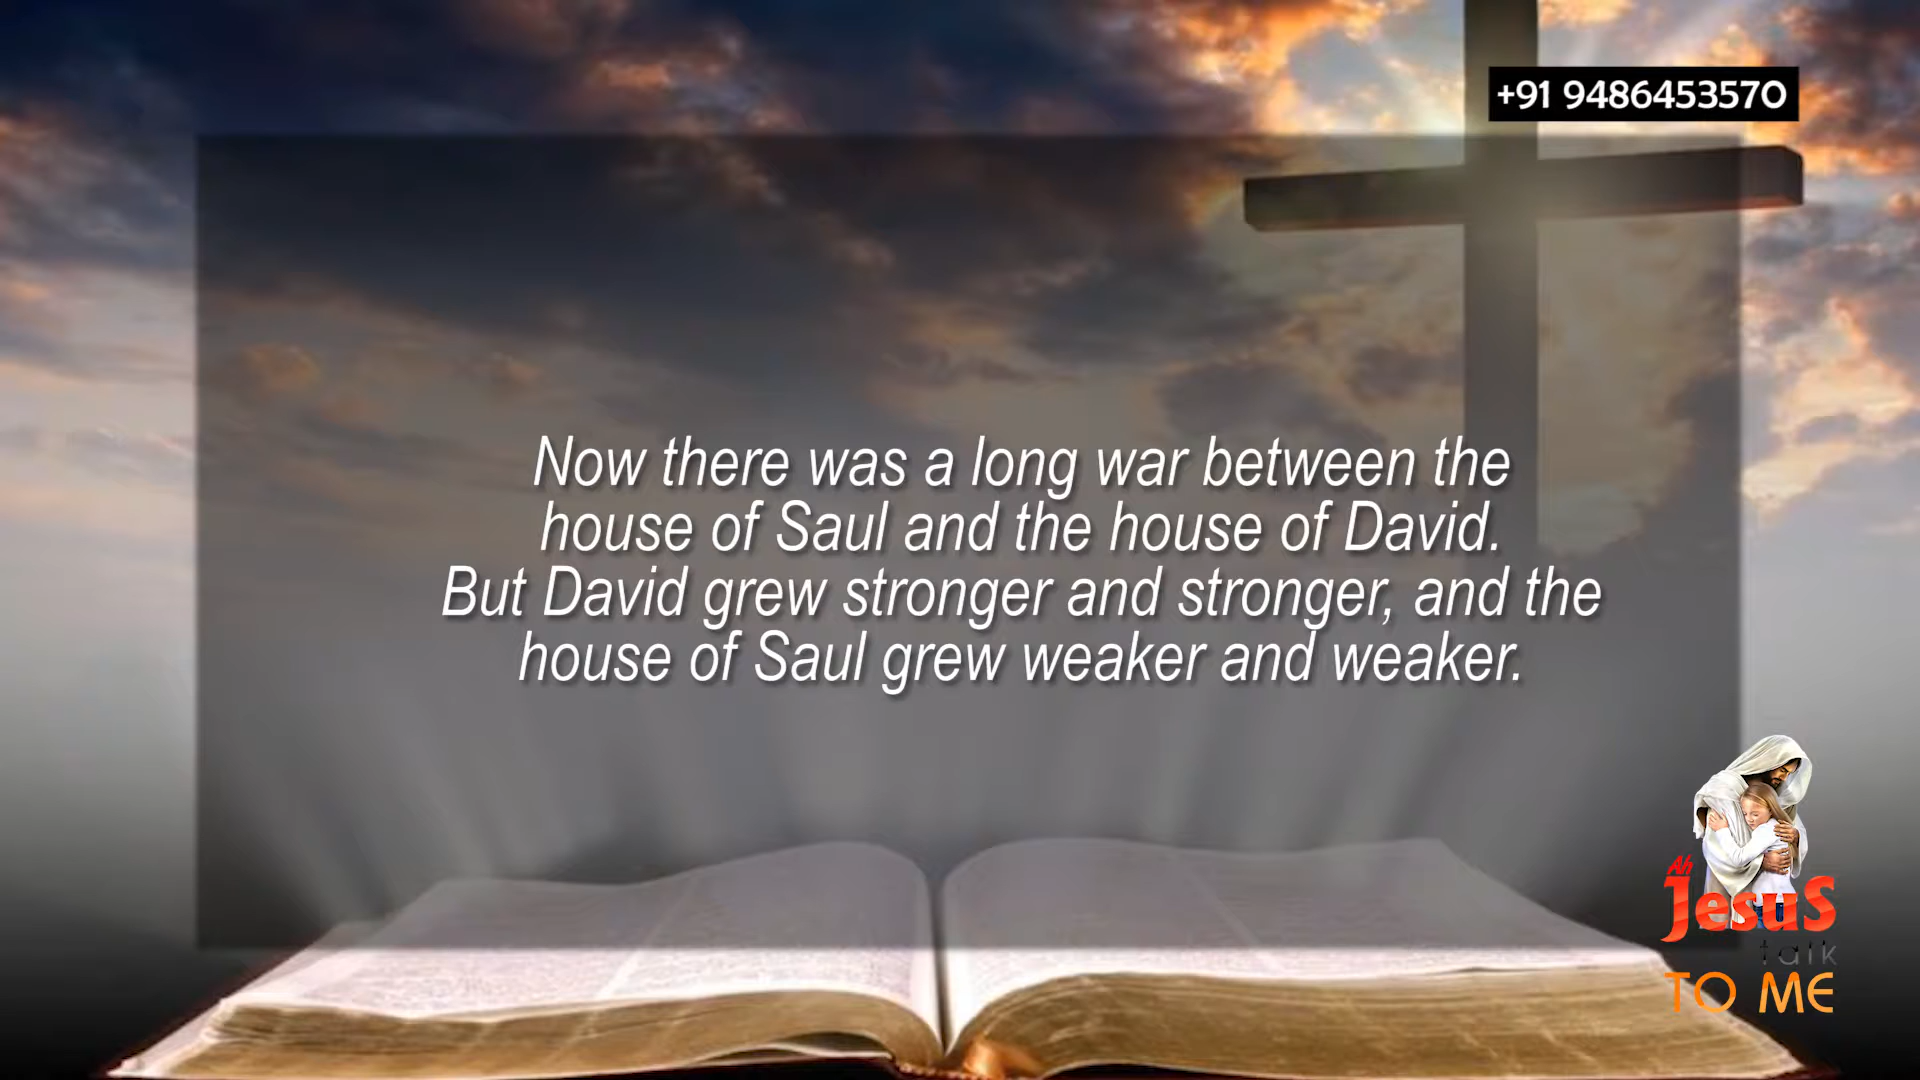 +91 9486453570
Now there was a long war between the
house of Saul and the house of David.
But David grew stronger and stronger, and the
house of Saul grew weaker and weaker.
Ah
Jesus
talk
TO ME